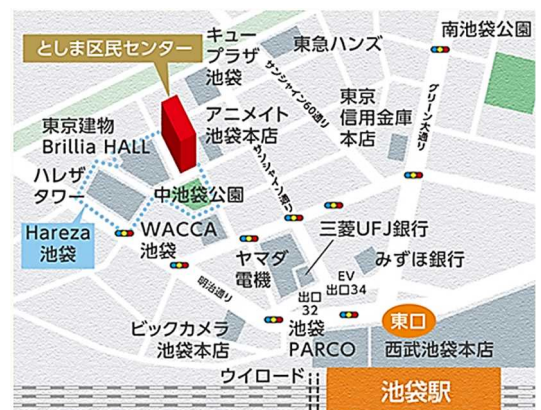 南池袋公園
キュー
プラザ
池袋
東急ハンズ
としま区民センター
サンシャイン60通り
グリーン大通り
東京
信用金庫
本店
アニメイト
池袋本店
東京建物
Brillia HALL
ハレザ
タワー
中池袋公園
サンシャイン通り
Hareza
池袋
WACCA
池袋
三菱UFJ銀行
ヤマダ
電機
みずほ銀行
明治通り
出口
32
EV
出口34
東口
ビックカメラ
池袋本店
池袋
PARCO
西武池袋本店
ウイロード
池袋駅